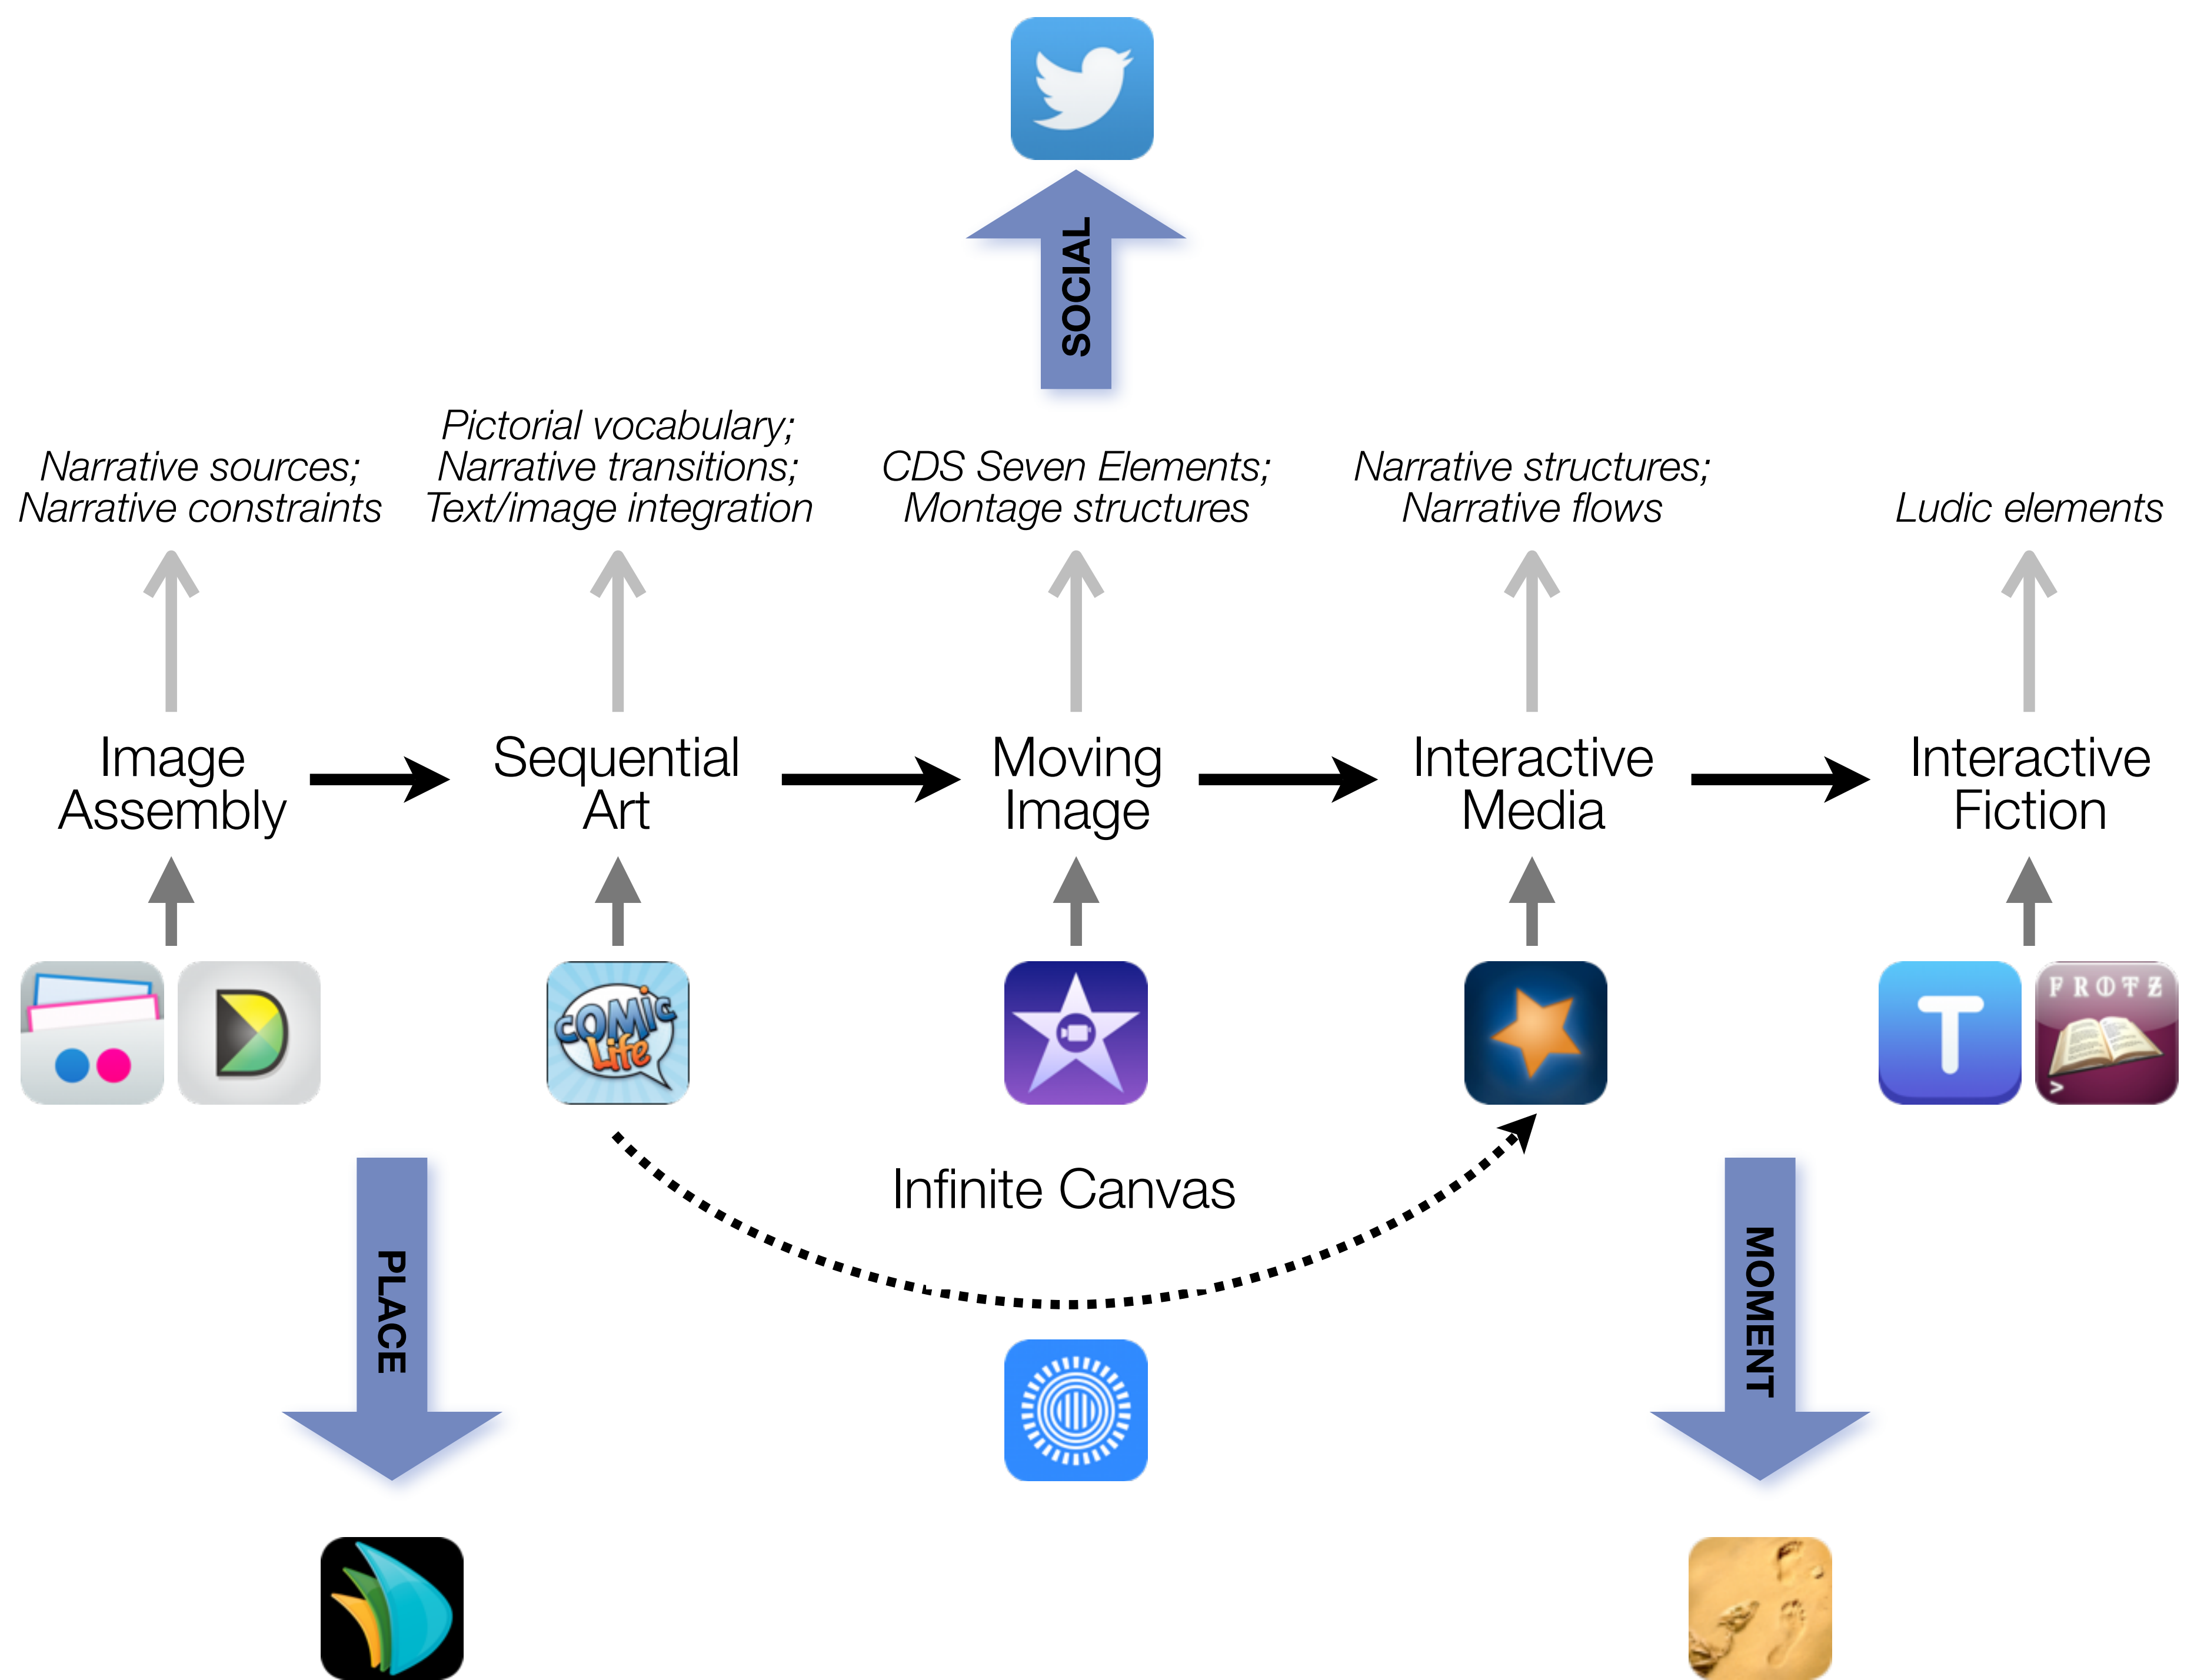 SOCIAL
Narrative sources;
Narrative constraints
Pictorial vocabulary;
Narrative transitions;
Text/image integration
CDS Seven Elements;
Montage structures
Narrative structures;
Narrative flows
Ludic elements
Image
Assembly
Sequential
Art
Moving
Image
Interactive
Media
Interactive
Fiction
D
COMIC
Life
T
FROTZ
>
Infinite Canvas
PLACE
MOMENT